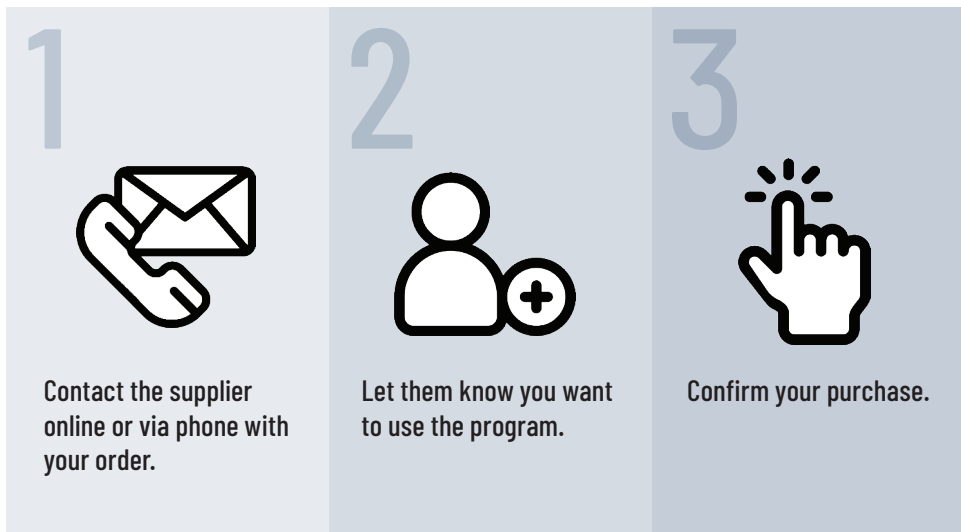 1
Contact the supplier
online or via phone with
your order.
2
Let them know you want
to use the program.
3
Confirm your purchase.